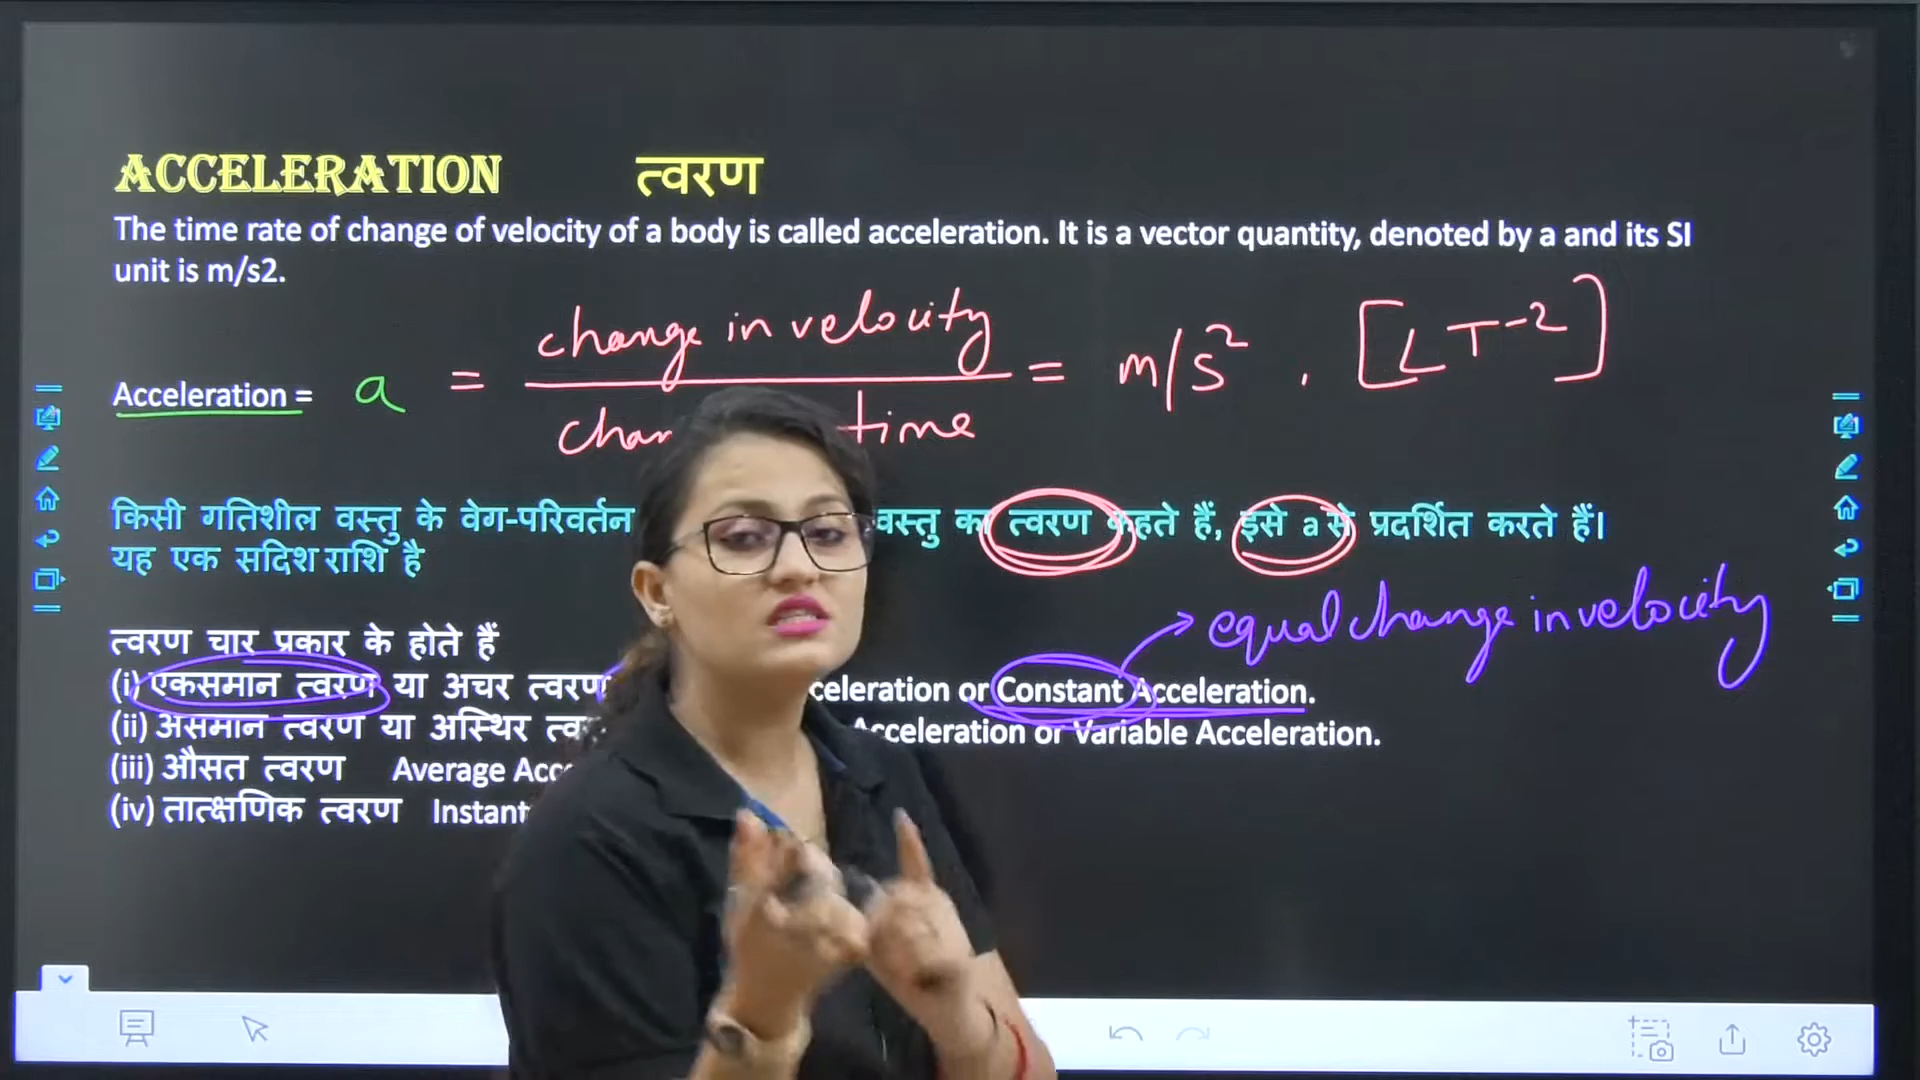 ACCELERATION त्वरण
The time rate of change of velocity of a body is called acceleration. It is a vector quantity, denoted by a and its SI
unit is m/s2.
change in velocity
Acceleration = a = = m/s² . [LT⁻²]
time
किसी गतिशील वस्तु के वेग-परिवर्तन वस्तु का त्वरण कहते हैं, इसे a से प्रदर्शित करते हैं।
यह एक सदिश राशि है
→ equal change in velocity
त्वरण चार प्रकार के होते हैं
(i) एकसमान त्वरण या अचर त्वरण or Constant Acceleration.
(ii) असमान त्वरण या अस्थिर Acceleration or Variable Acceleration.
(iii) औसत त्वरण Average
(iv) तात्क्षणिक त्वरण